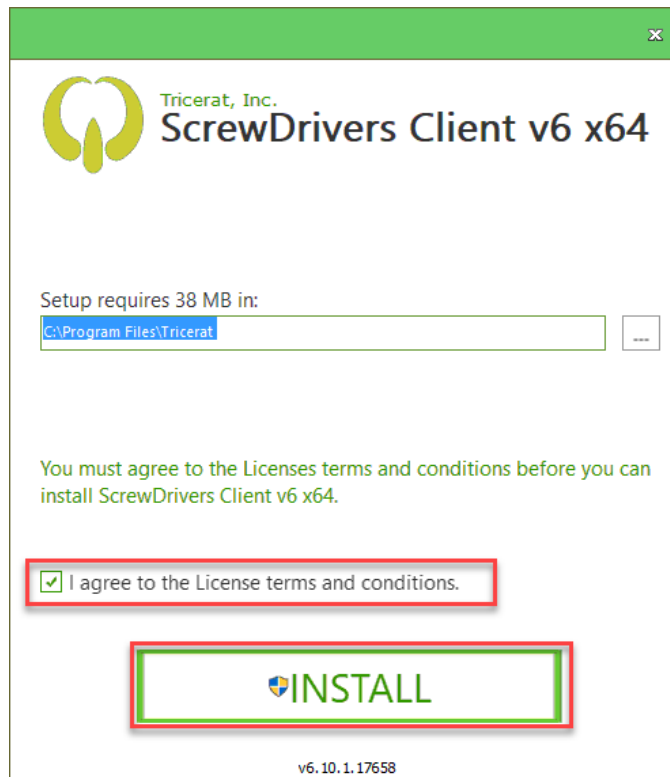 Tricerat, Inc.
ScrewDrivers Client v6 x64
Setup requires 38 MB in:
C:\Program Files\Tricerat
...
You must agree to the Licenses terms and conditions before you can
install ScrewDrivers Client v6 x64.
I agree to the License terms and conditions.
INSTALL
v6.10.1.17658